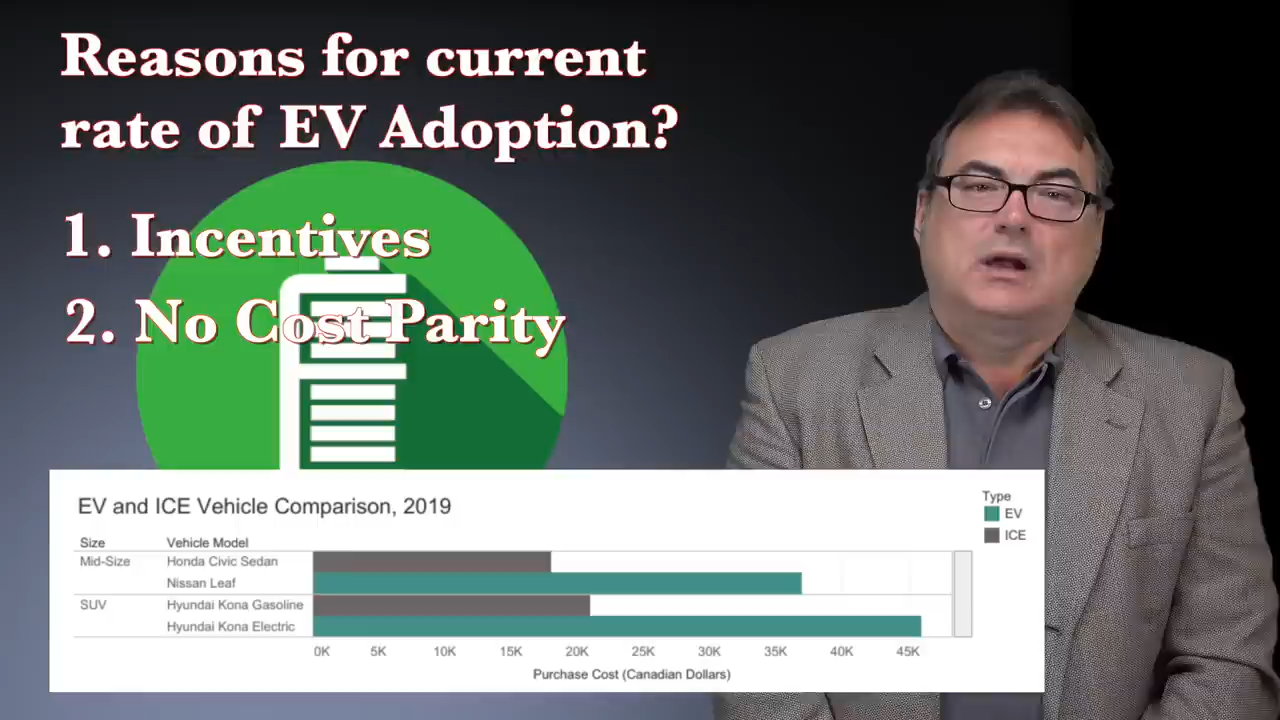 Reasons for current
rate of EV Adoption?
1. Incentives
2. No Cost Parity
EV and ICE Vehicle Comparison, 2019
Type
EV
ICE
Size Vehicle Model
Mid-Size Honda Civic Sedan
Nissan Leaf
SUV Hyundai Kona Gasoline
Hyundai Kona Electric
0K 5K 10K 15K 20K 25K 30K 35K 40K 45K
Purchase Cost (Canadian Dollars)